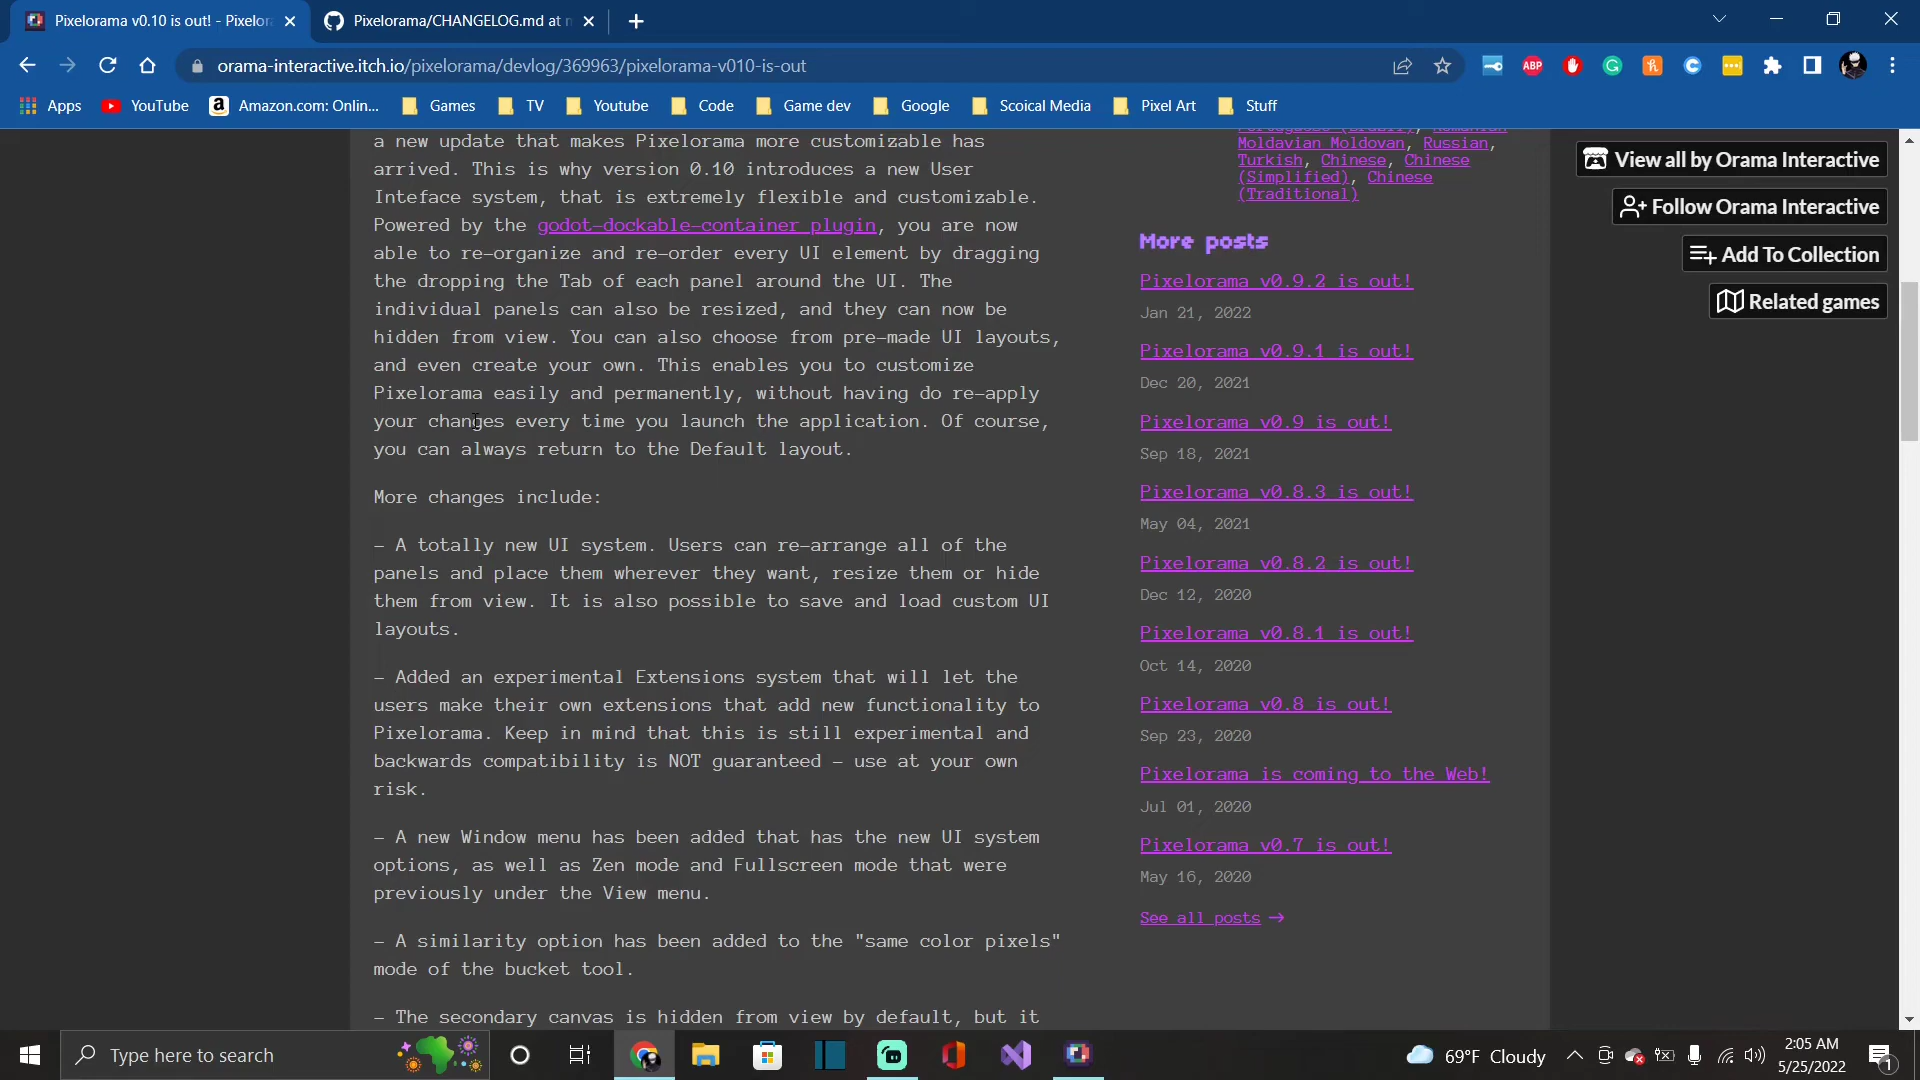 Pixelorama v0.10 is out! - Pixelor
Pixelorama/CHANGELOG.md at m
orama-interactive.itch.io/pixelorama/devlog/369963/pixelorama-v010-is-out
ABP
Apps
YouTube
Amazon.com: Onlin...
Games
TV
Youtube
Code
Game dev
Google
Scoical Media
Pixel Art
Stuff
a new update that makes Pixelorama more customizable has
arrived. This is why version 0.10 introduces a new User
Inteface system, that is extremely flexible and customizable.
Powered by the godot-dockable-container plugin, you are now
able to re-organize and re-order every UI element by dragging
the dropping the Tab of each panel around the UI. The
individual panels can also be resized, and they can now be
hidden from view. You can also choose from pre-made UI layouts,
and even create your own. This enables you to customize
Pixelorama easily and permanently, without having do re-apply
your changes every time you launch the application. Of course,
you can always return to the Default layout.
More changes include:
- A totally new UI system. Users can re-arrange all of the
panels and place them wherever they want, resize them or hide
them from view. It is also possible to save and load custom UI
layouts.
- Added an experimental Extensions system that will let the
users make their own extensions that add new functionality to
Pixelorama. Keep in mind that this is still experimental and
backwards compatibility is NOT guaranteed - use at your own
risk.
- A new Window menu has been added that has the new UI system
options, as well as Zen mode and Fullscreen mode that were
previously under the View menu.
- A similarity option has been added to the "same color pixels"
mode of the bucket tool.
- The secondary canvas is hidden from view by default, but it
Portuguese (Brazil), Romanian
Moldavian Moldovan, Russian,
Turkish, Chinese, Chinese
(Simplified), Chinese
(Traditional)
More posts
Pixelorama v0.9.2 is out!
Jan 21, 2022
Pixelorama v0.9.1 is out!
Dec 20, 2021
Pixelorama v0.9 is out!
Sep 18, 2021
Pixelorama v0.8.3 is out!
May 04, 2021
Pixelorama v0.8.2 is out!
Dec 12, 2020
Pixelorama v0.8.1 is out!
Oct 14, 2020
Pixelorama v0.8 is out!
Sep 23, 2020
Pixelorama is coming to the Web!
Jul 01, 2020
Pixelorama v0.7 is out!
May 16, 2020
See all posts →
View all by Orama Interactive
Follow Orama Interactive
Add To Collection
Related games
Type here to search
69°F Cloudy
2:05 AM
5/25/2022
1